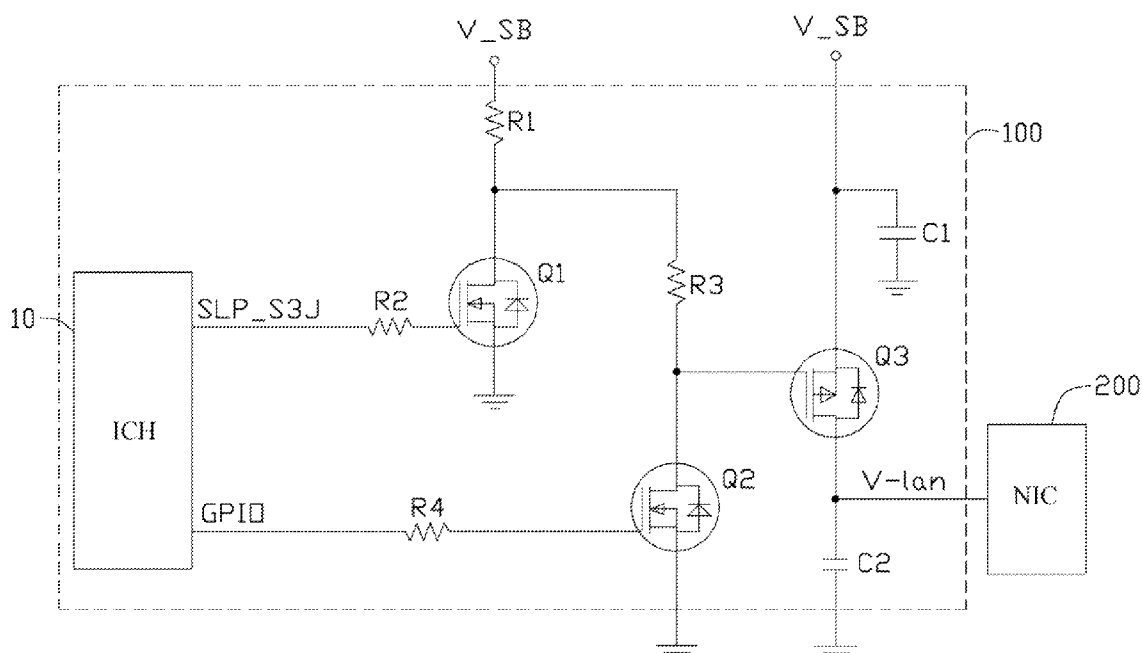 V_SB
V_SB
R1
100
C1
Q1
R3
SLP_S3J
R2
10
Q3
200
ICH
Q2
V-lan
NIC
GPIO
R4
C2